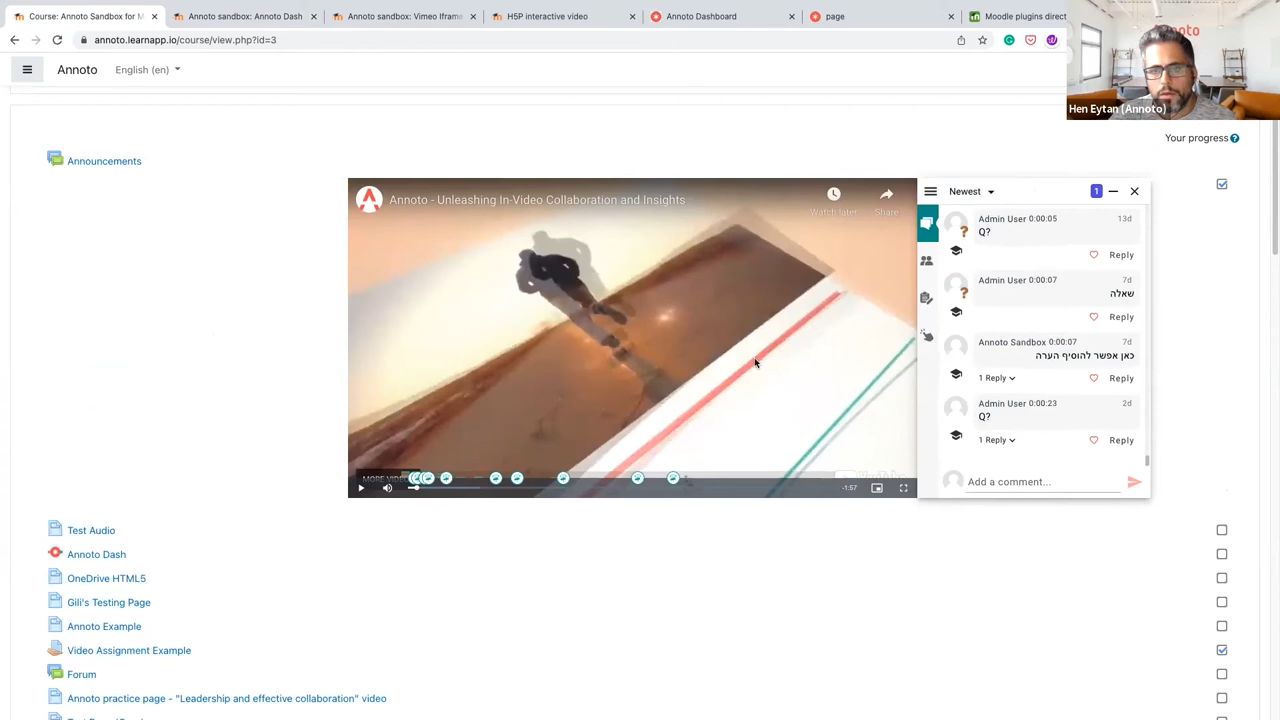 Course: Annoto Sandbox for M
Annoto sandbox: Annoto Dash
Annoto sandbox: Vimeo Iframe
H5P interactive video
Annoto Dashboard
page
Moodle plugins direct
annoto.learnapp.io/course/view.php?id=3
Annoto
English (en)
Hen Eytan (Annoto)
Your progress
Announcements
Annoto - Unleashing In-Video Collaboration and Insights
Watch later
Share
MORE VIDEO
-1:57
Newest
1
Admin User 0:00:05 13d
Q?
Reply
Admin User 0:00:07 7d
שאלה
Reply
Annoto Sandbox 0:00:07 7d
כאן אפשר להוסיף הערה
1 Reply Reply
Admin User 0:00:23 2d
Q?
1 Reply Reply
Add a comment...
Test Audio
Annoto Dash
OneDrive HTML5
Gili's Testing Page
Annoto Example
Video Assignment Example
Forum
Annoto practice page - "Leadership and effective collaboration" video